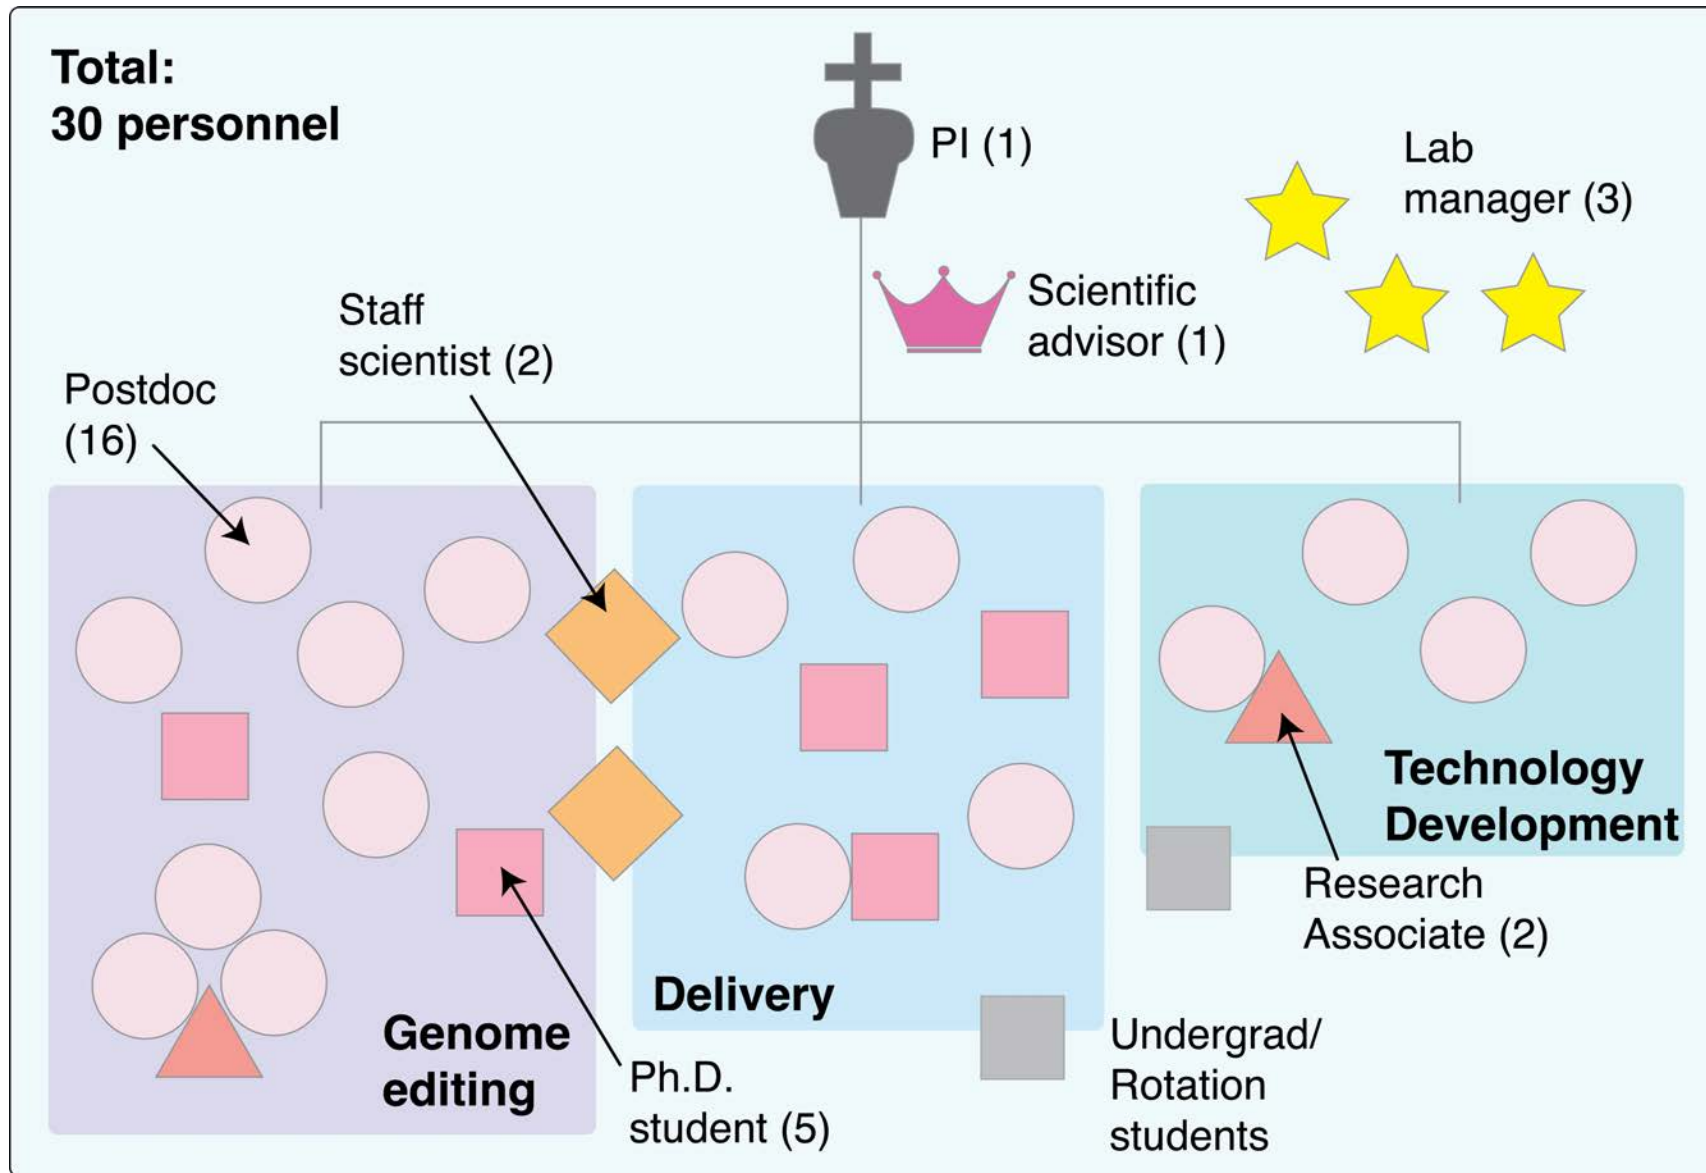 Total:
30 personnel
PI (1)
Lab
manager (3)
Scientific
advisor (1)
Staff
scientist (2)
Postdoc
(16)
Technology
Development
Research
Associate (2)
Delivery
Genome
editing
Ph.D.
student (5)
Undergrad/
Rotation
students